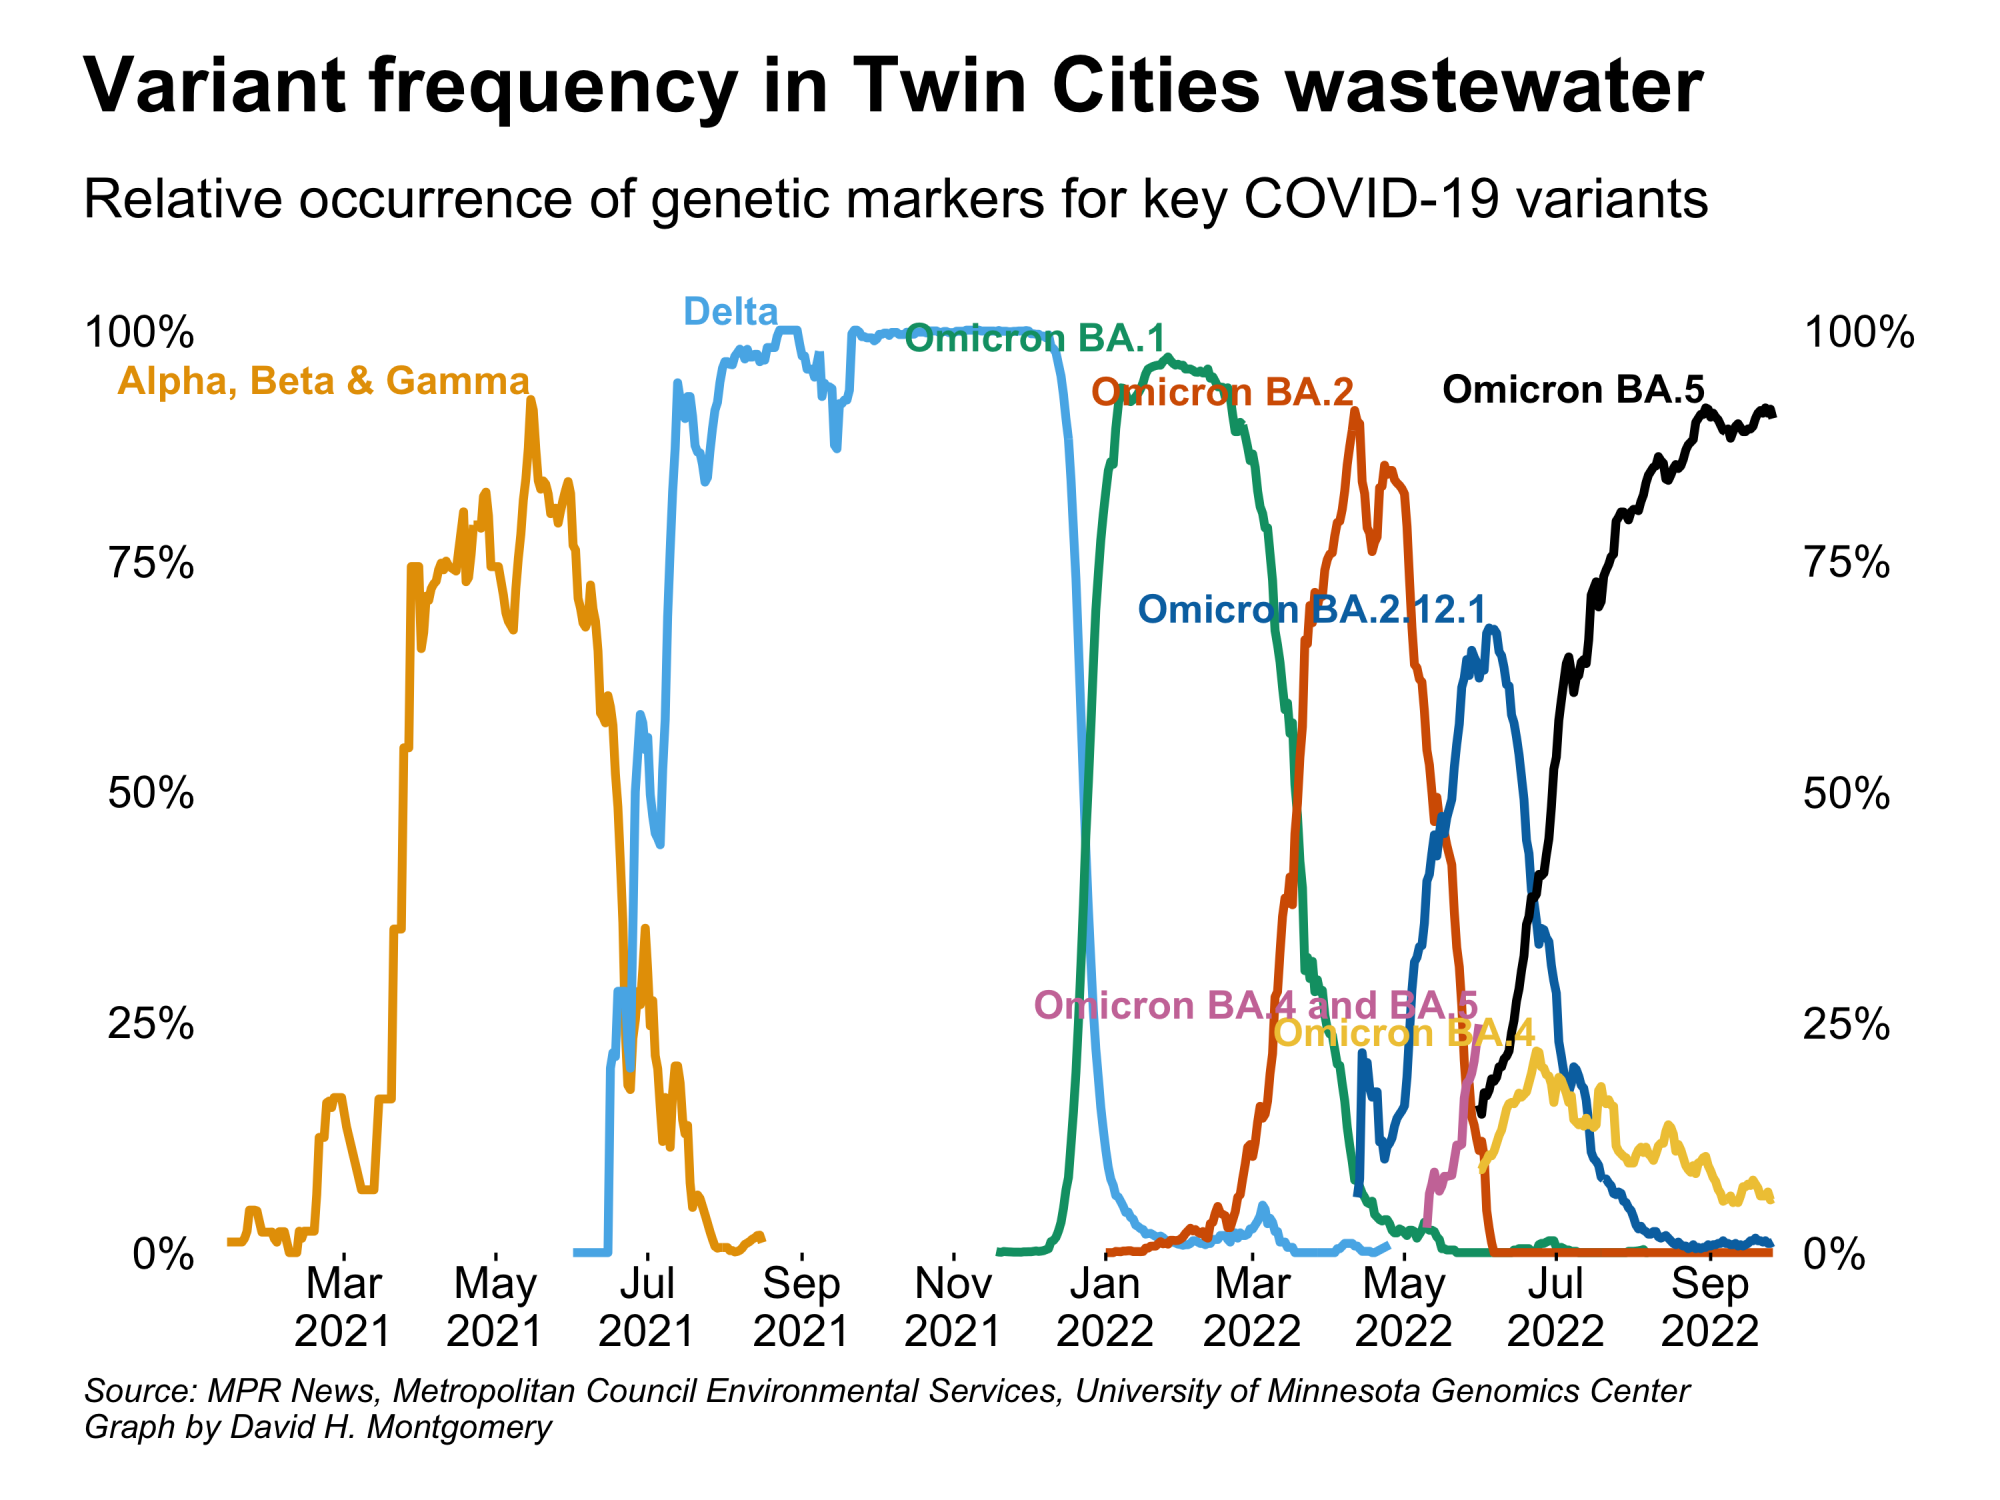 Variant frequency in Twin Cities wastewater
Relative occurrence of genetic markers for key COVID-19 variants
Delta
100%
Omicron BA.1
100%
Alpha, Beta & Gamma
Omicron BA.2
Omicron BA.5
75%
75%
Omicron BA.2.12.1
50%
50%
Omicron BA.4 and BA.5
25%
Omicron BA.4
25%
0%
0%
Mar May Jul Sep Nov Jan Mar May Jul Sep
2021 2021 2021 2021 2021 2022 2022 2022 2022 2022
Source: MPR News, Metropolitan Council Environmental Services, University of Minnesota Genomics Center
Graph by David H. Montgomery